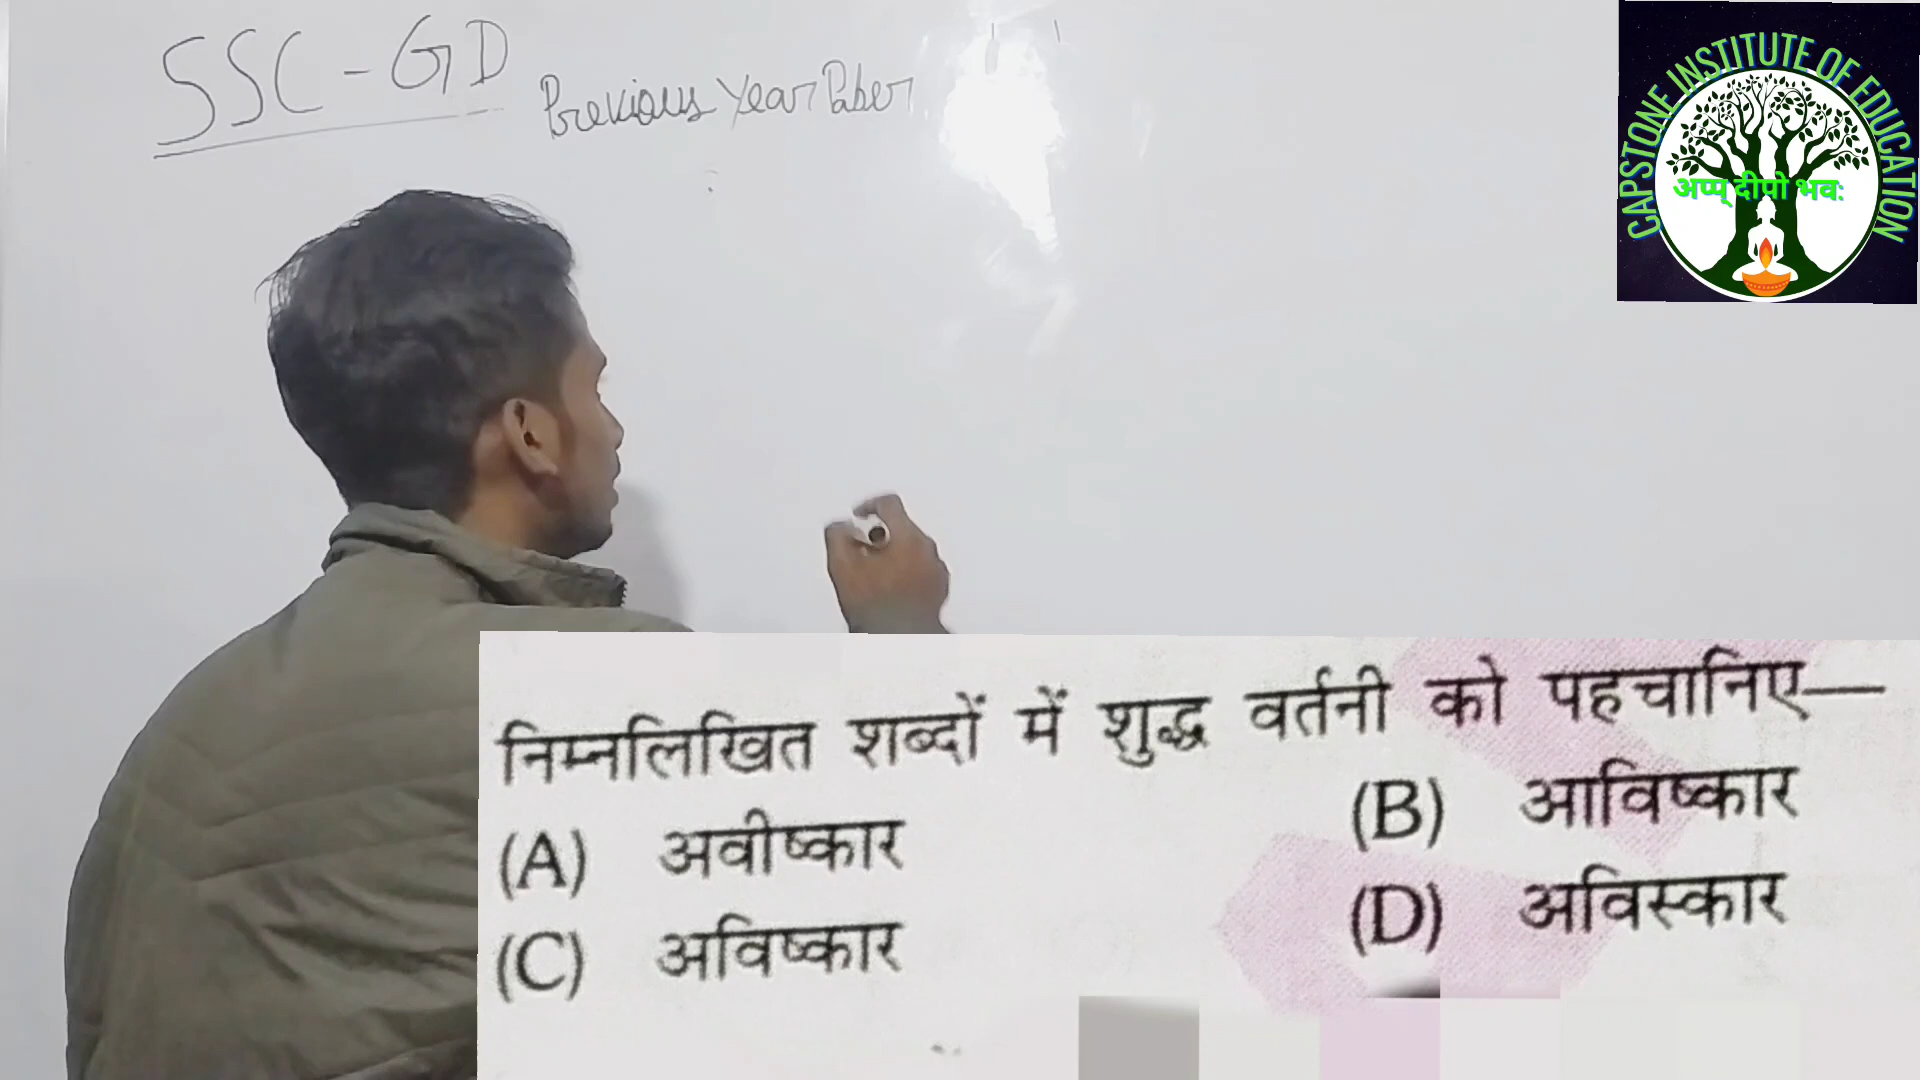 SSC - GD
Previous Year Paber
CAPSTONE INSTITUTE OF EDUCATION
अप्प् दीपो भवः
निम्नलिखित शब्दों में शुद्ध वर्तनी को पहचानिए—
(A) अवीष्कार (B) आविष्कार
(C) अविष्कार (D) अविस्कार